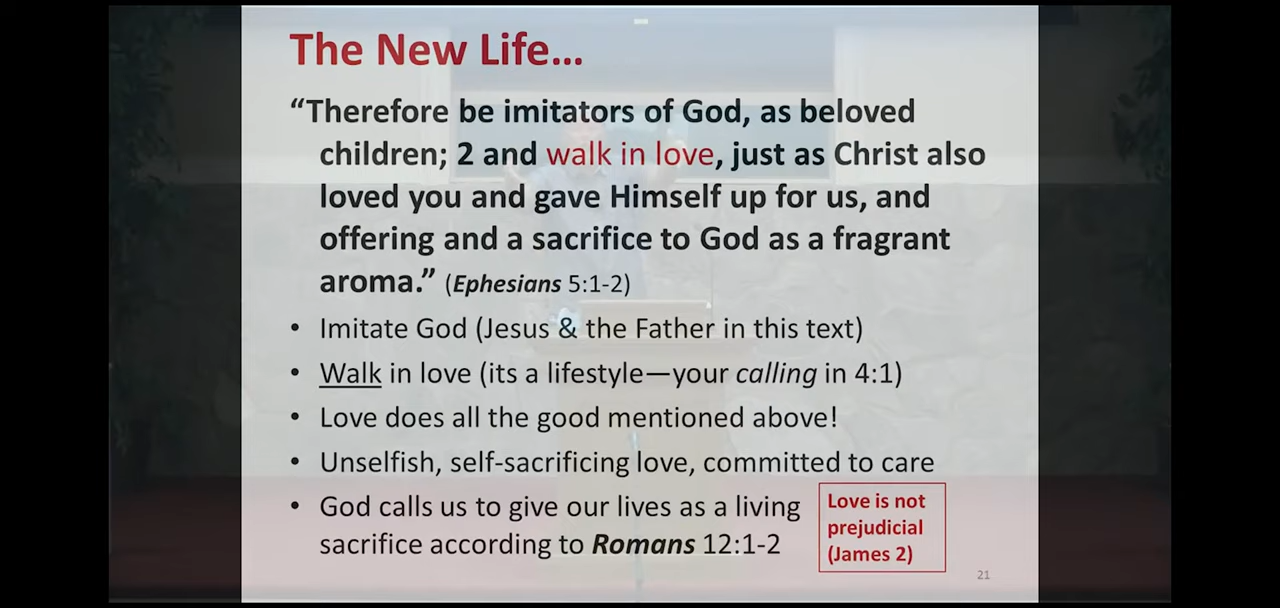 The New Life...
“Therefore be imitators of God, as beloved
children; 2 and walk in love, just as Christ also
loved you and gave Himself up for us, and
offering and a sacrifice to God as a fragrant
aroma.” (Ephesians 5:1-2)
• Imitate God (Jesus & the Father in this text)
• Walk in love (its a lifestyle—your calling in 4:1)
• Love does all the good mentioned above!
• Unselfish, self-sacrificing love, committed to care
• God calls us to give our lives as a living
sacrifice according to Romans 12:1-2
Love is not
prejudicial
(James 2)
21